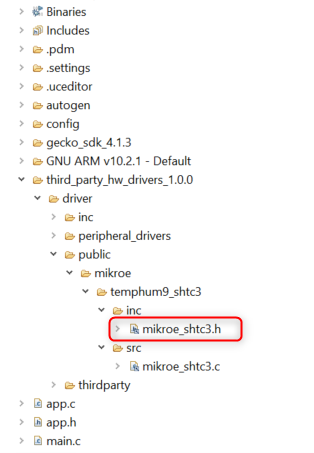 Binaries
Includes
.pdm
.settings
.uceditor
autogen
config
gecko_sdk_4.1.3
GNU ARM v10.2.1 - Default
third_party_hw_drivers_1.0.0
driver
inc
peripheral_drivers
public
mikroe
temphum9_shtc3
inc
mikroe_shtc3.h
src
mikroe_shtc3.c
thirdparty
app.c
app.h
main.c